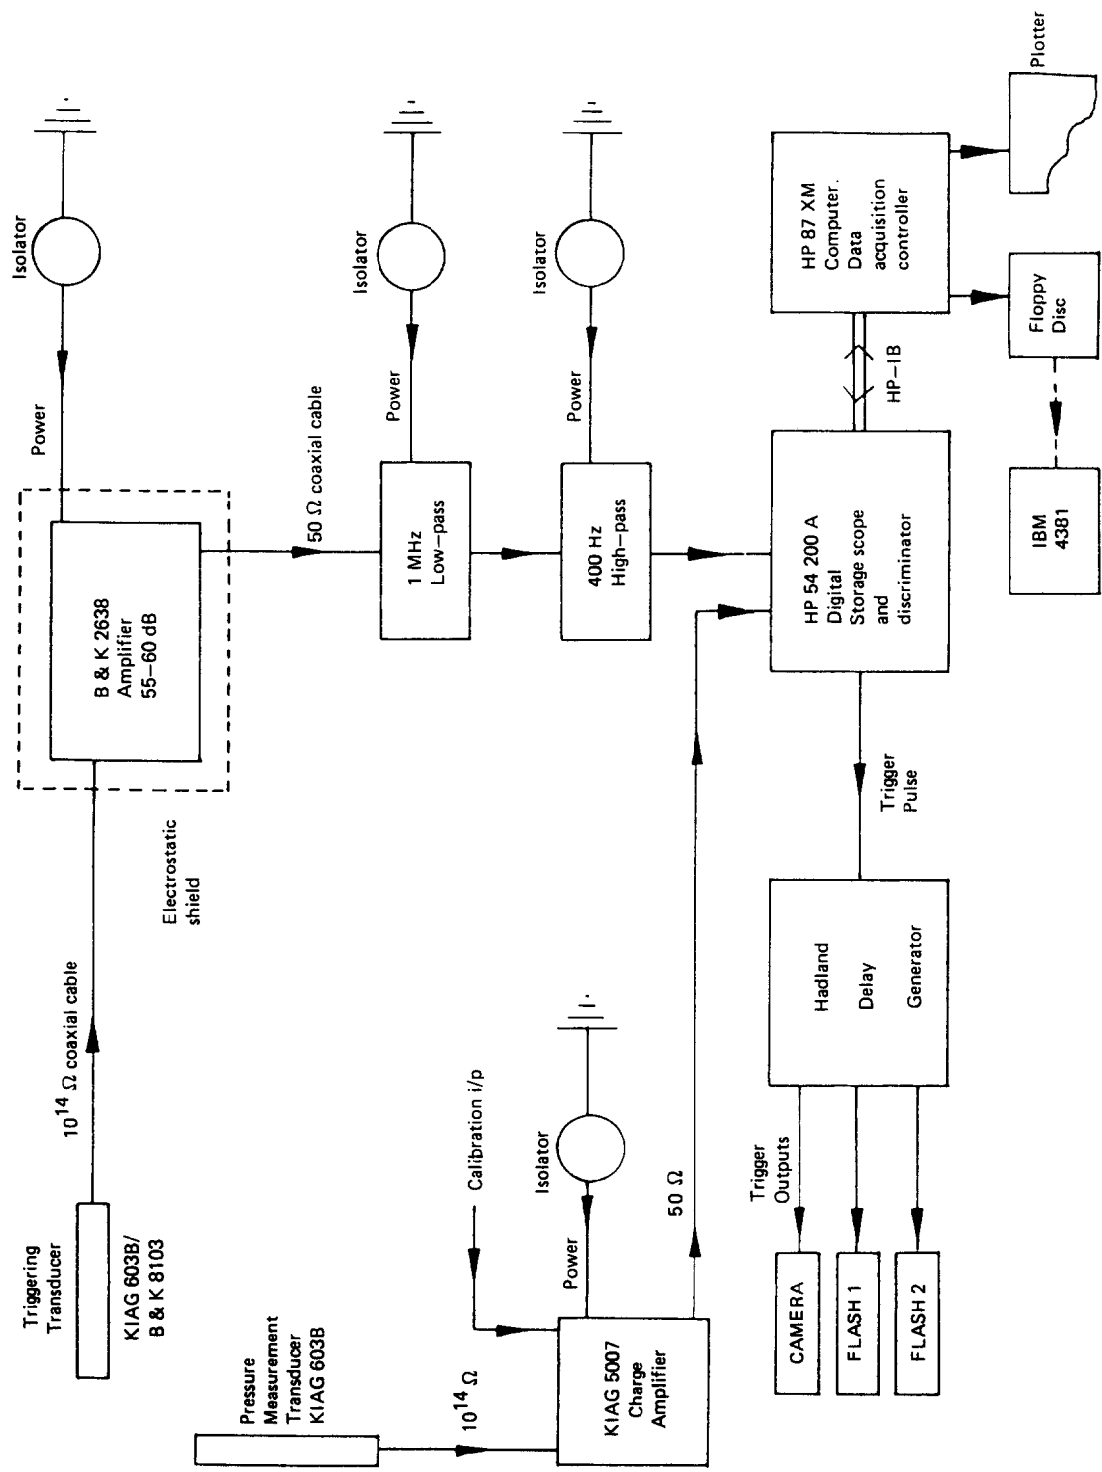 Triggering
Transducer
KIAG 603B/
B & K 8103
10¹⁴ Ω coaxial cable
Electrostatic
shield
B & K 2638
Amplifier
55–60 dB
Power
Isolator
50 Ω coaxial cable
1 MHz
Low–pass
Power
Isolator
400 Hz
High–pass
Power
Isolator
Pressure
Measurement
Transducer
KIAG 603B
10¹⁴ Ω
Calibration i/p
KIAG 5007
Charge
Amplifier
Power
Isolator
50 Ω
HP 54 200 A
Digital
Storage scope
and
discriminator
HP–IB
HP 87 XM
Computer.
Data
acquisition
controller
Plotter
Floppy
Disc
IBM
4381
Trigger
Pulse
Hadland
Delay
Generator
Trigger
Outputs
CAMERA
FLASH 1
FLASH 2